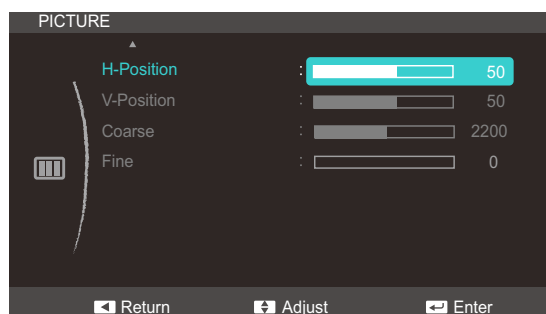 PICTURE
H-Position : 50
V-Position : 50
Coarse : 2200
Fine : 0
Return Adjust Enter